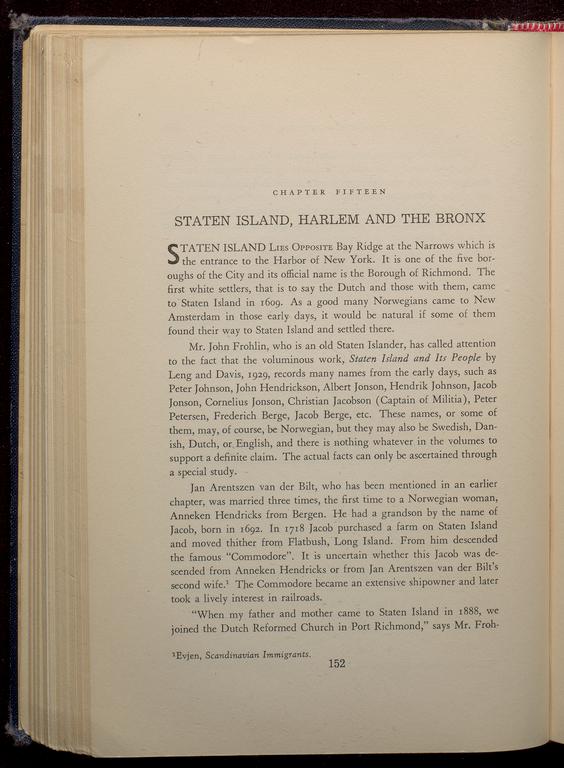 CHAPTER FIFTEEN
STATEN ISLAND, HARLEM AND THE BRONX
STATEN ISLAND LIES OPPOSITE Bay Ridge at the Narrows which is
the entrance to the Harbor of New York. It is one of the five bor-
oughs of the City and its official name is the Borough of Richmond. The
first white settlers, that is to say the Dutch and those with them, came
to Staten Island in 1609. As a good many Norwegians came to New
Amsterdam in those early days, it would be natural if some of them
found their way to Staten Island and settled there.
Mr. John Frohlin, who is an old Staten Islander, has called attention
to the fact that the voluminous work, Staten Island and Its People by
Leng and Davis, 1929, records many names from the early days, such as
Peter Johnson, John Hendrickson, Albert Jonson, Hendrik Johnson, Jacob
Jonson, Cornelius Jonson, Christian Jacobson (Captain of Militia), Peter
Petersen, Frederich Berge, Jacob Berge, etc. These names, or some of
them, may, of course, be Norwegian, but they may also be Swedish, Dan-
ish, Dutch, or English, and there is nothing whatever in the volumes to
support a definite claim. The actual facts can only be ascertained through
a special study.
Jan Arentszen van der Bilt, who has been mentioned in an earlier
chapter, was married three times, the first time to a Norwegian woman,
Anneken Hendricks from Bergen. He had a grandson by the name of
Jacob, born in 1692. In 1718 Jacob purchased a farm on Staten Island
and moved thither from Flatbush, Long Island. From him descended
the famous "Commodore". It is uncertain whether this Jacob was de-
scended from Anneken Hendricks or from Jan Arentszen van der Bilt's
second wife.¹ The Commodore became an extensive shipowner and later
took a lively interest in railroads.
"When my father and mother came to Staten Island in 1888, we
joined the Dutch Reformed Church in Port Richmond," says Mr. Froh-
¹Evjen, Scandinavian Immigrants.
152